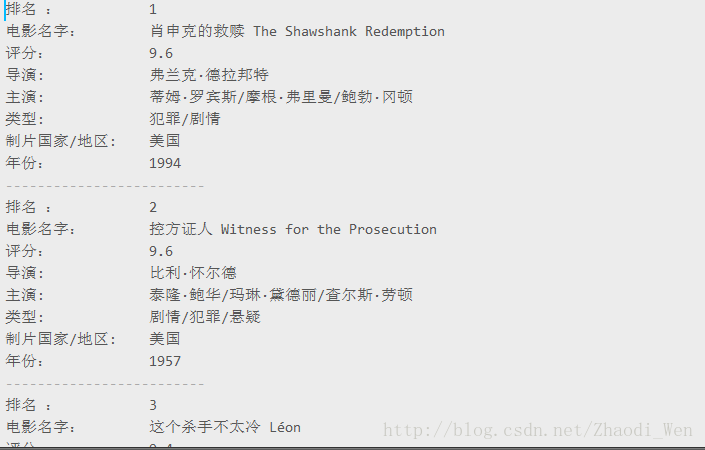 排名 : 1
电影名字: 肖申克的救赎 The Shawshank Redemption
评分: 9.6
导演: 弗兰克·德拉邦特
主演: 蒂姆·罗宾斯/摩根·弗里曼/鲍勃·冈顿
类型: 犯罪/剧情
制片国家/地区: 美国
年份: 1994
-------------------------
排名 : 2
电影名字: 控方证人 Witness for the Prosecution
评分: 9.6
导演: 比利·怀尔德
主演: 泰隆·鲍华/玛琳·黛德丽/查尔斯·劳顿
类型: 剧情/犯罪/悬疑
制片国家/地区: 美国
年份: 1957
-------------------------
排名 : 3
电影名字: 这个杀手不太冷 Léon
http://blog.csdn.net/Zhaodi_Wen